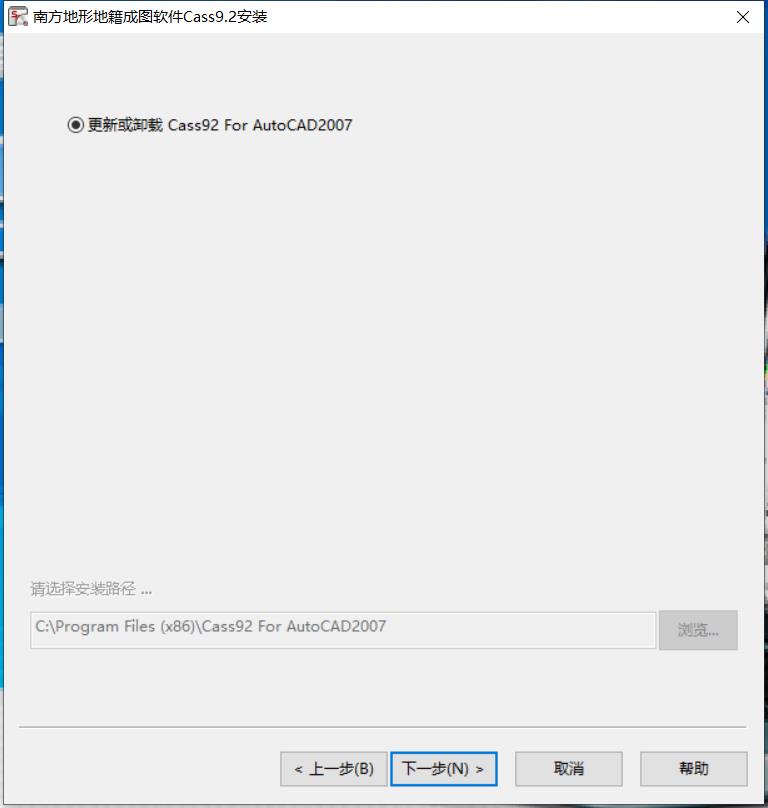 南方地形地籍成图软件Cass9.2安装
更新或卸载 Cass92 For AutoCAD2007
请选择安装路径 ...
C:\Program Files (x86)\Cass92 For AutoCAD2007
浏览...
< 上一步(B)
下一步(N) >
取消
帮助